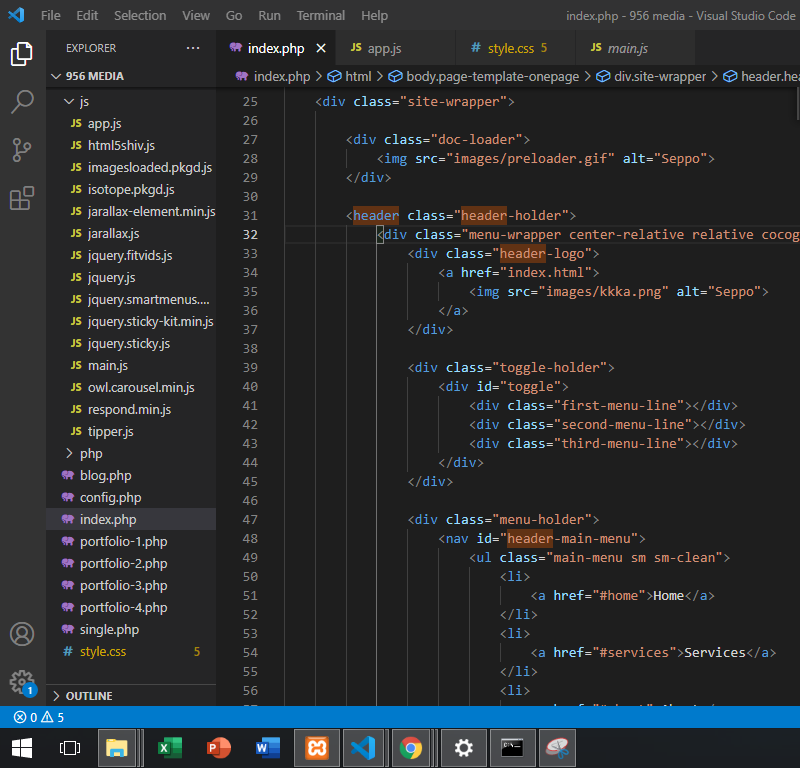 File Edit Selection View Go Run Terminal Help index.php - 956 media - Visual Studio Code
EXPLORER ···
index.php × JS app.js # style.css 5 JS main.js
956 MEDIA
index.php > html > body.page-template-onepage > div.site-wrapper > header.hea
js
JS app.js
JS html5shiv.js
JS imagesloaded.pkgd.js
JS isotope.pkgd.js
JS jarallax-element.min.js
JS jarallax.js
JS jquery.fitvids.js
JS jquery.js
JS jquery.smartmenus....
JS jquery.sticky-kit.min.js
JS jquery.sticky.js
JS main.js
JS owl.carousel.min.js
JS respond.min.js
JS tipper.js
php
blog.php
config.php
index.php
portfolio-1.php
portfolio-2.php
portfolio-3.php
portfolio-4.php
single.php
# style.css 5
OUTLINE
25 <div class="site-wrapper">
26
27 <div class="doc-loader">
28 <img src="images/preloader.gif" alt="Seppo">
29 </div>
30
31 <header class="header-holder">
32 <div class="menu-wrapper center-relative relative cocog
33 <div class="header-logo">
34 <a href="index.html">
35 <img src="images/kkka.png" alt="Seppo">
36 </a>
37 </div>
38
39 <div class="toggle-holder">
40 <div id="toggle">
41 <div class="first-menu-line"></div>
42 <div class="second-menu-line"></div>
43 <div class="third-menu-line"></div>
44 </div>
45 </div>
46
47 <div class="menu-holder">
48 <nav id="header-main-menu">
49 <ul class="main-menu sm sm-clean">
50 <li>
51 <a href="#home">Home</a>
52 </li>
53 <li>
54 <a href="#services">Services</a>
55 </li>
56 <li>
1
0 5